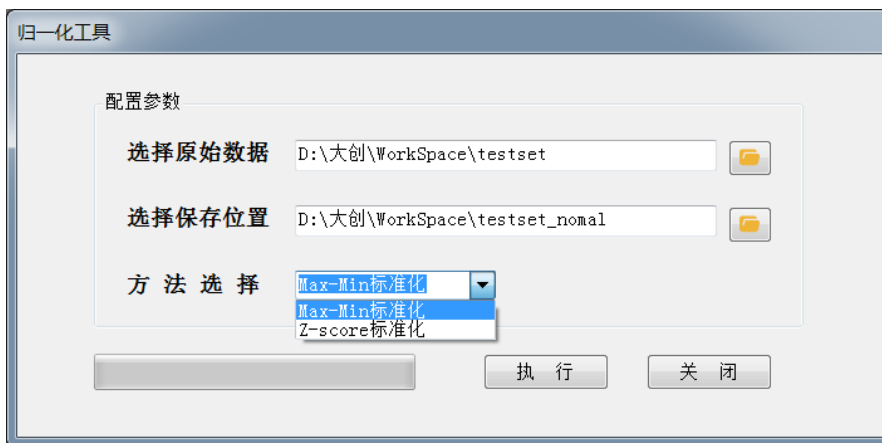 归一化工具
配置参数
选择原始数据 D:\大创\WorkSpace\testset
选择保存位置 D:\大创\WorkSpace\testset_nomal
方 法 选 择 Max-Min标准化
Max-Min标准化
Z-score标准化
执 行 关 闭